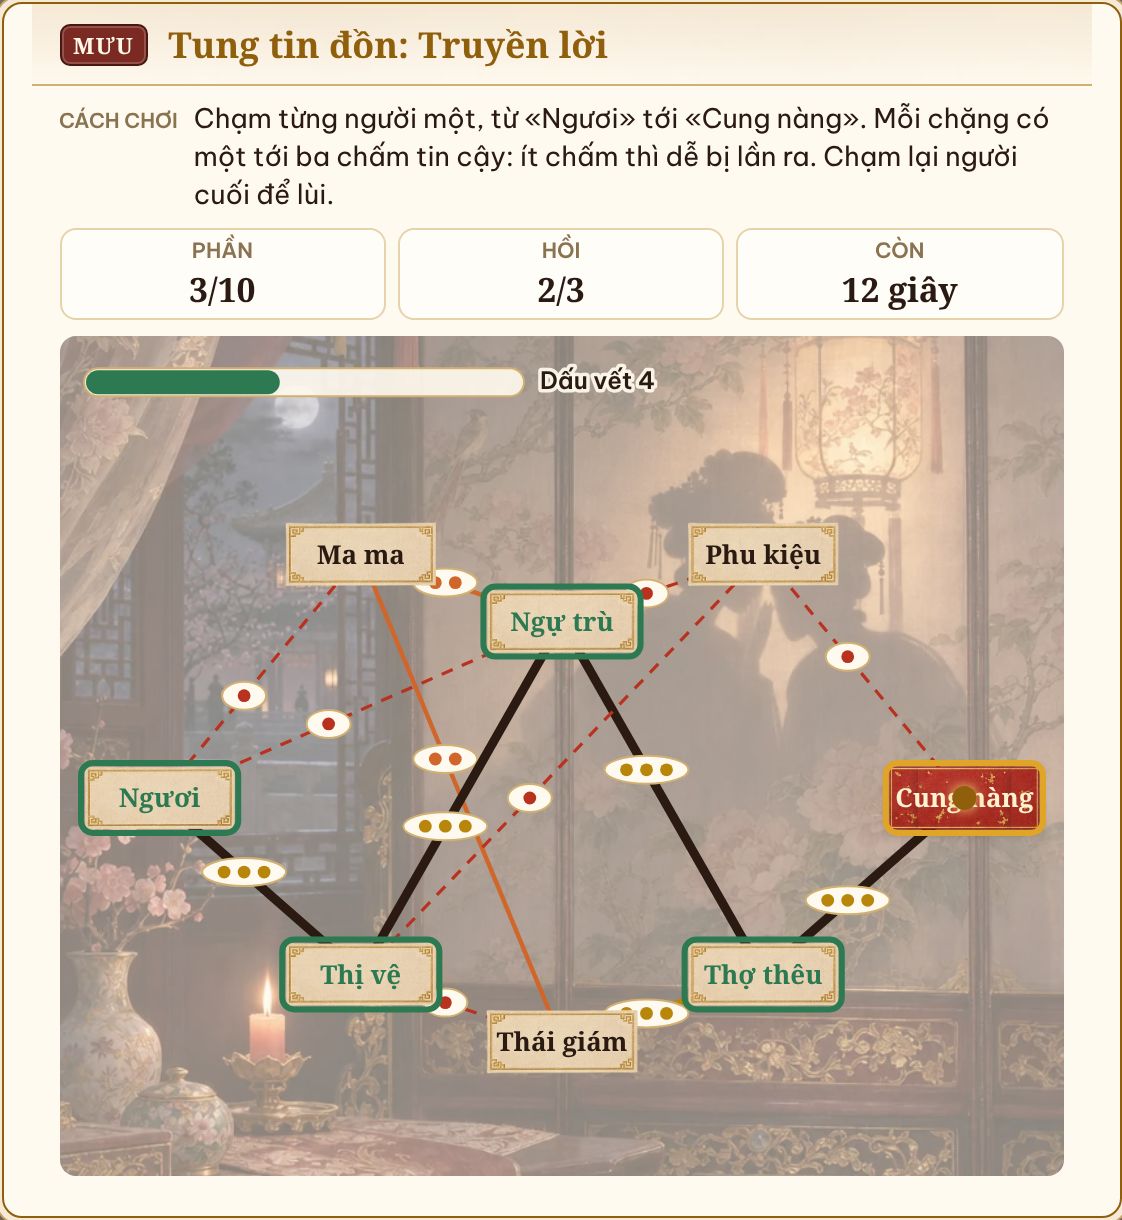 MƯU Tung tin đồn: Truyền lời
CÁCH CHƠI Chạm từng người một, từ «Ngươi» tới «Cung nàng». Mỗi chặng có
một tới ba chấm tin cậy: ít chấm thì dễ bị lần ra. Chạm lại người
cuối để lùi.
PHẦN HỒI CÒN
3/10 2/3 12 giây
Dấu vết 4
Ma ma
Phu kiệu
Ngự trù
Ngươi
Cung nàng
Thị vệ
Thợ thêu
Thái giám